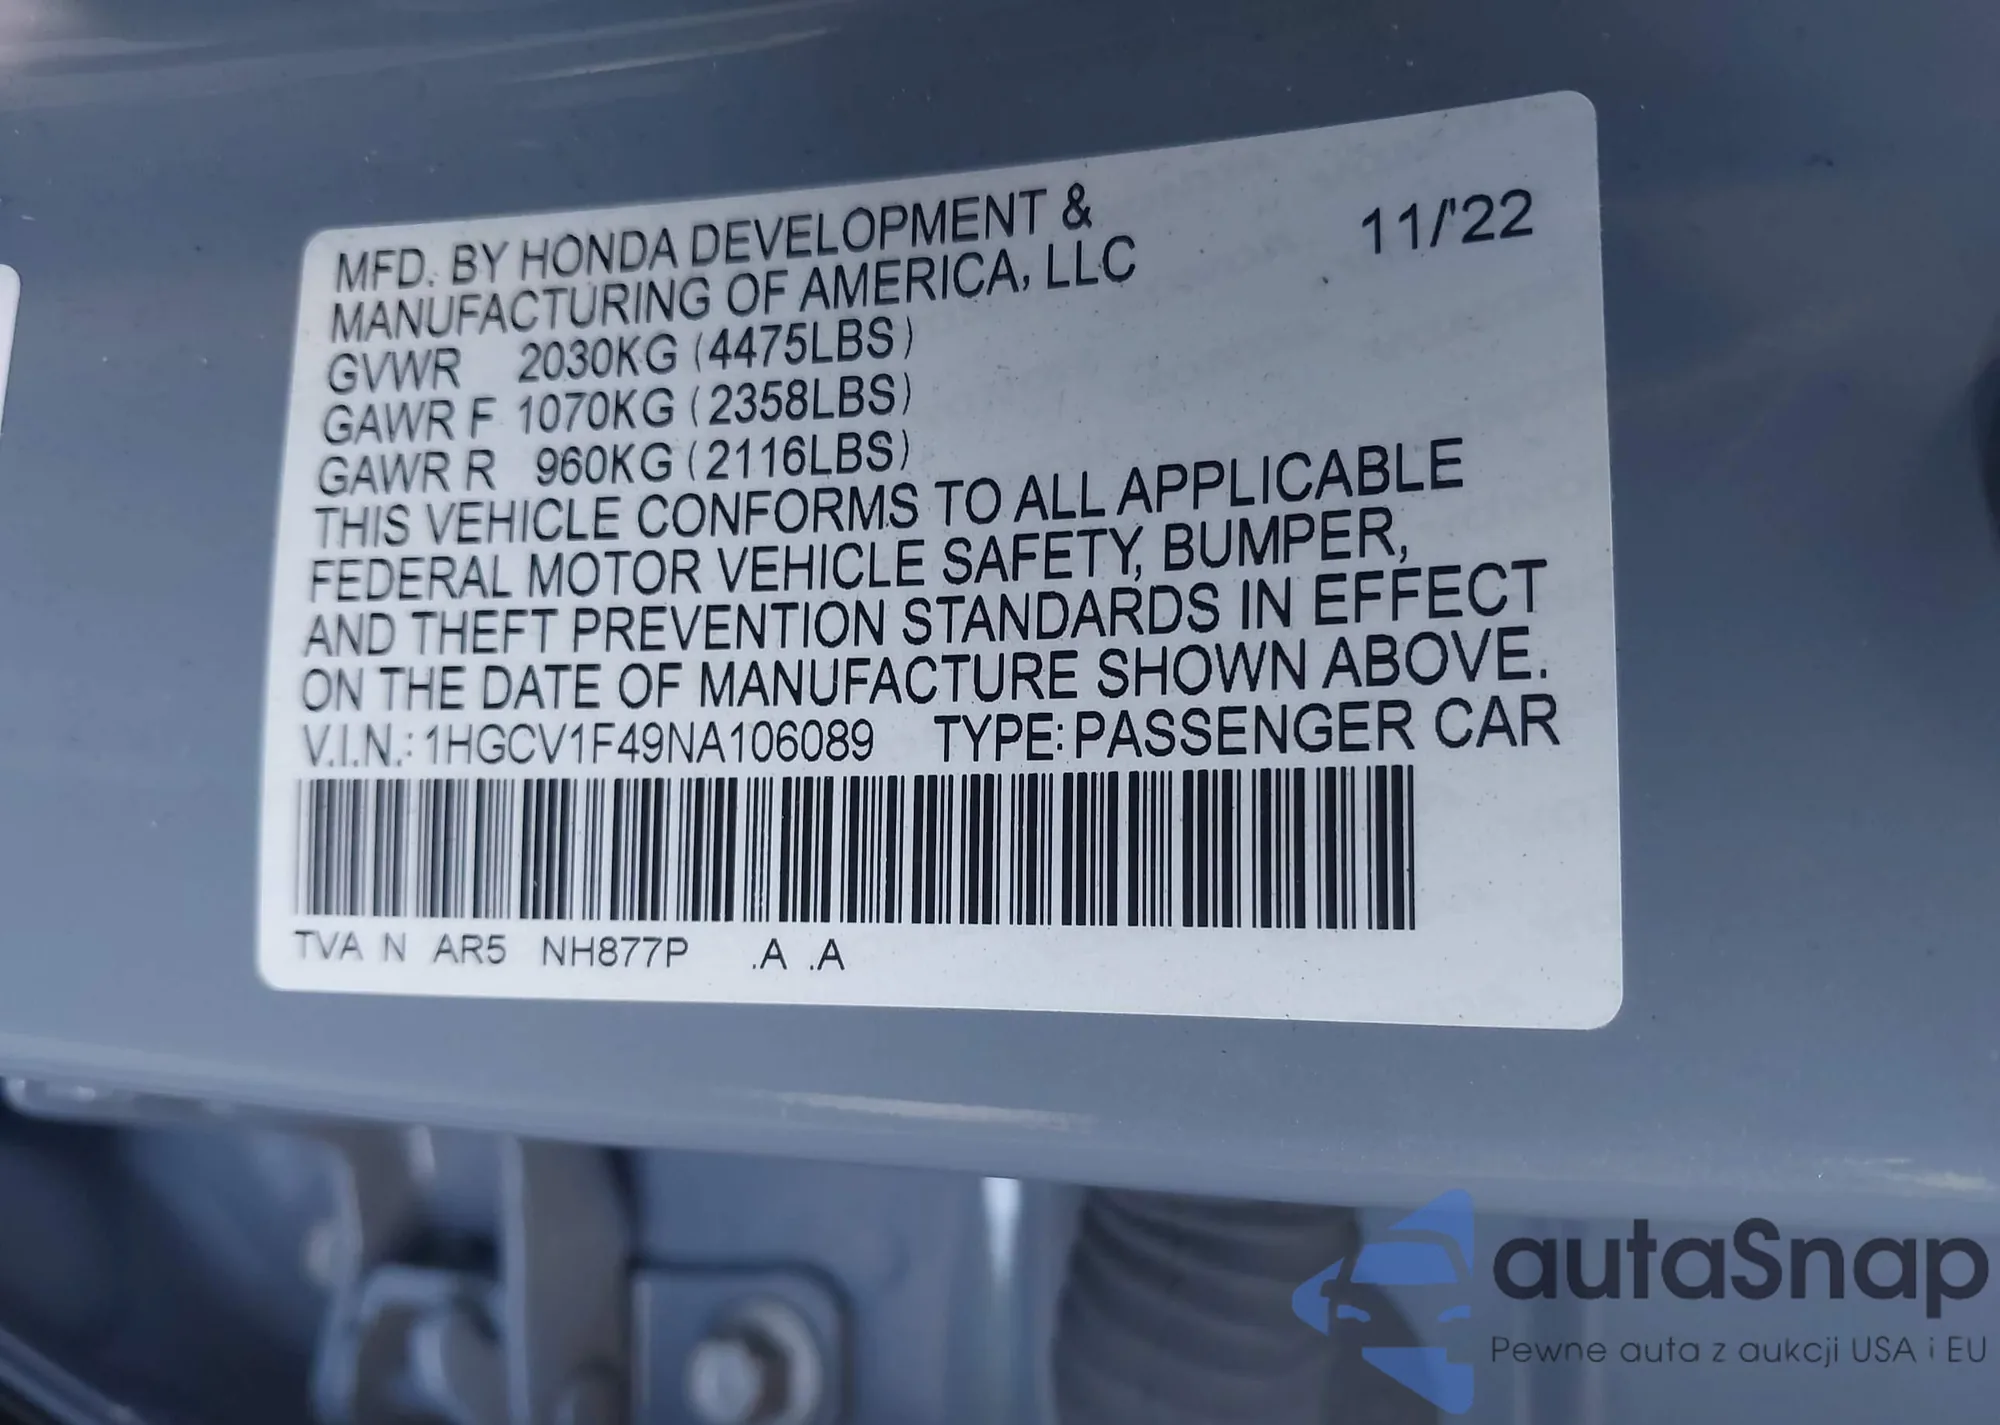 MFD. BY HONDA DEVELOPMENT &
MANUFACTURING OF AMERICA, LLC
11/'22
GVWR 2030KG (4475LBS)
GAWR F 1070KG (2358LBS)
GAWR R 960KG (2116LBS)
THIS VEHICLE CONFORMS TO ALL APPLICABLE
FEDERAL MOTOR VEHICLE SAFETY, BUMPER,
AND THEFT PREVENTION STANDARDS IN EFFECT
ON THE DATE OF MANUFACTURE SHOWN ABOVE.
V.I.N.: 1HGCV1F49NA106089 TYPE: PASSENGER CAR
TVA N AR5 NH877P .A .A
autaSnap
Pewne auta z aukcji USA i EU